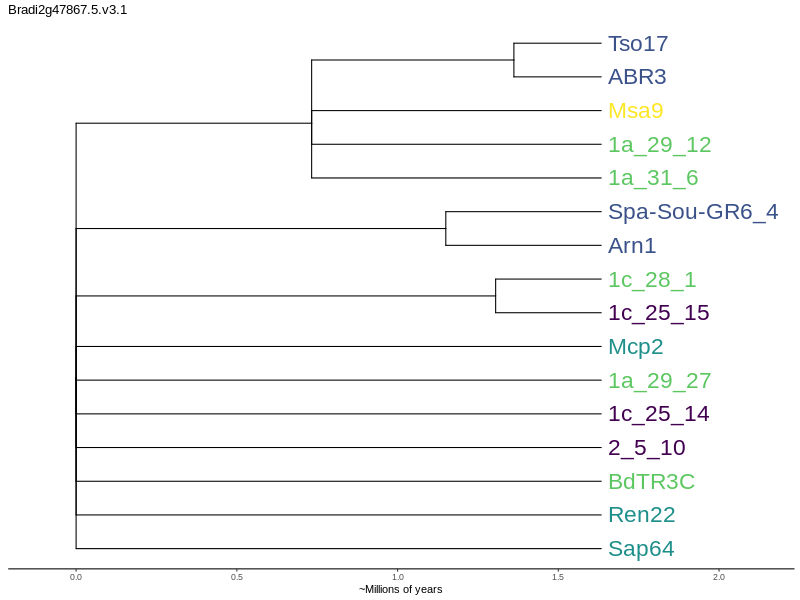 Bradi2g47867.5.v3.1
Tso17
ABR3
Msa9
1a_29_12
1a_31_6
Spa-Sou-GR6_4
Arn1
1c_28_1
1c_25_15
Mcp2
1a_29_27
1c_25_14
2_5_10
BdTR3C
Ren22
Sap64
0.0 0.5 1.0 1.5 2.0
~Millions of years